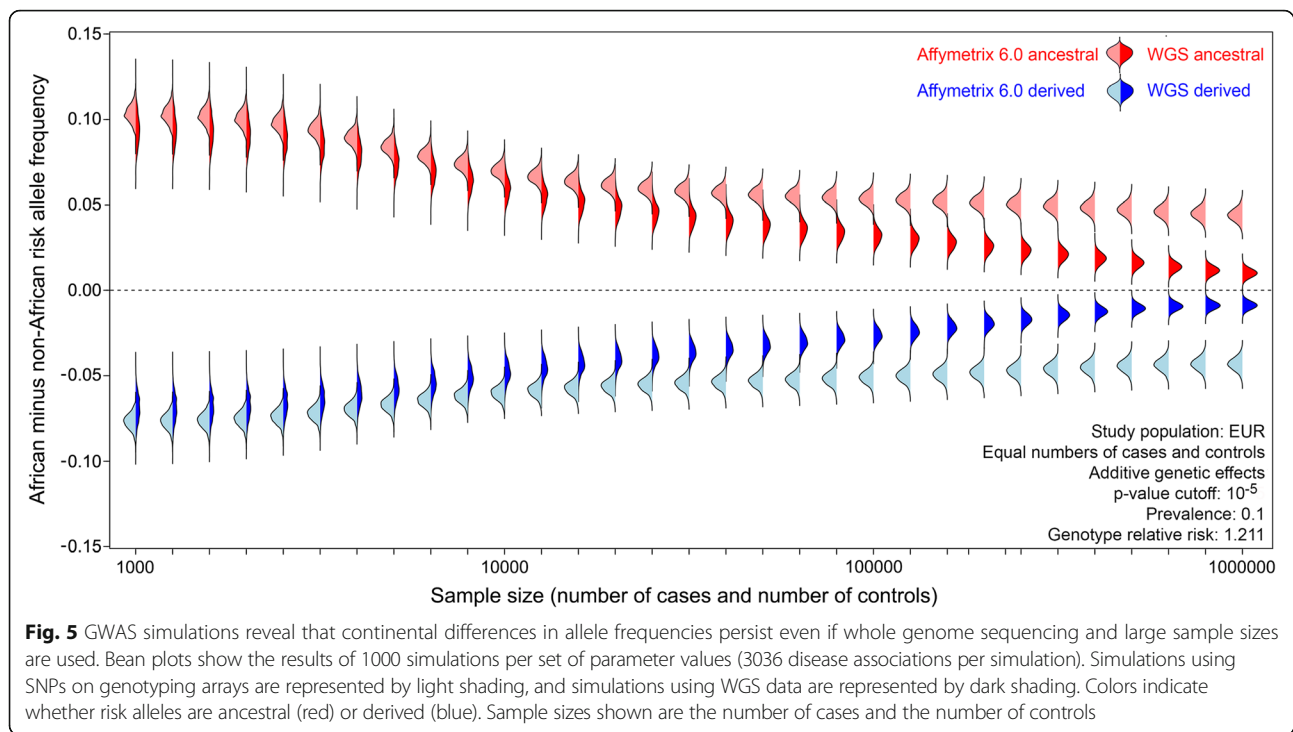 0.15
0.10
0.05
0.00
-0.05
-0.10
-0.15
African minus non-African risk allele frequency
Affymetrix 6.0 ancestral WGS ancestral
Affymetrix 6.0 derived WGS derived
Study population: EUR
Equal numbers of cases and controls
Additive genetic effects
p-value cutoff: 10-5
Prevalence: 0.1
Genotype relative risk: 1.211
1000 10000 100000 1000000
Sample size (number of cases and number of controls)
Fig. 5 GWAS simulations reveal that continental differences in allele frequencies persist even if whole genome sequencing and large sample sizes
are used. Bean plots show the results of 1000 simulations per set of parameter values (3036 disease associations per simulation). Simulations using
SNPs on genotyping arrays are represented by light shading, and simulations using WGS data are represented by dark shading. Colors indicate
whether risk alleles are ancestral (red) or derived (blue). Sample sizes shown are the number of cases and the number of controls